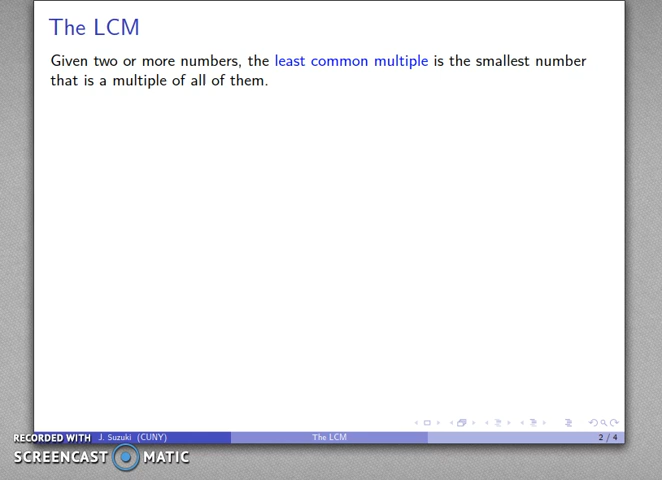 The LCM
Given two or more numbers, the least common multiple is the smallest number
that is a multiple of all of them.
J. Suzuki (CUNY)
The LCM
2 / 4
RECORDED WITH
SCREENCAST MATIC